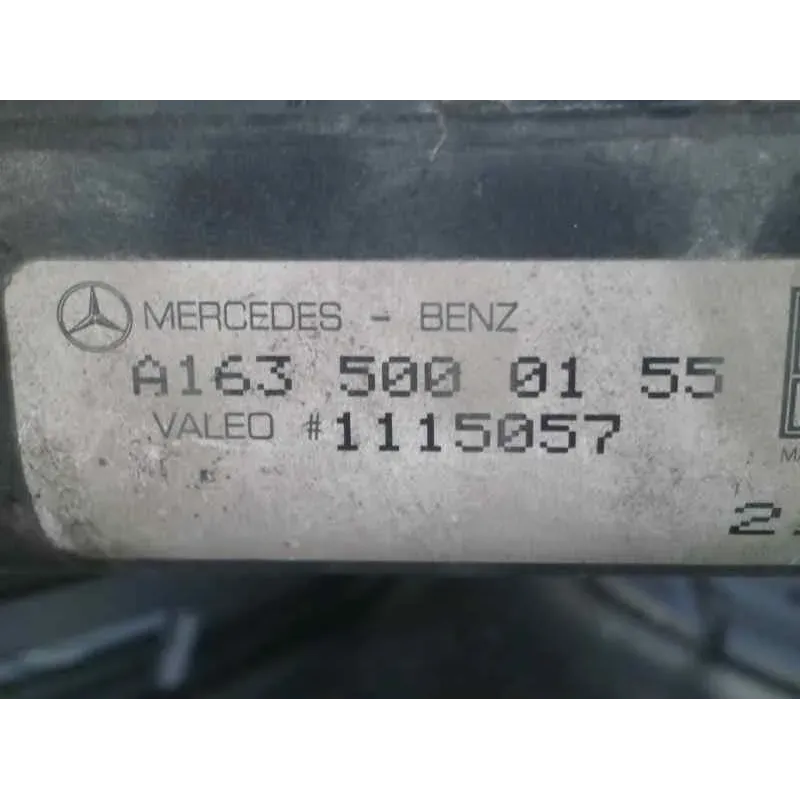 MERCEDES - BENZ
A163 500 01 55
VALEO #1115057